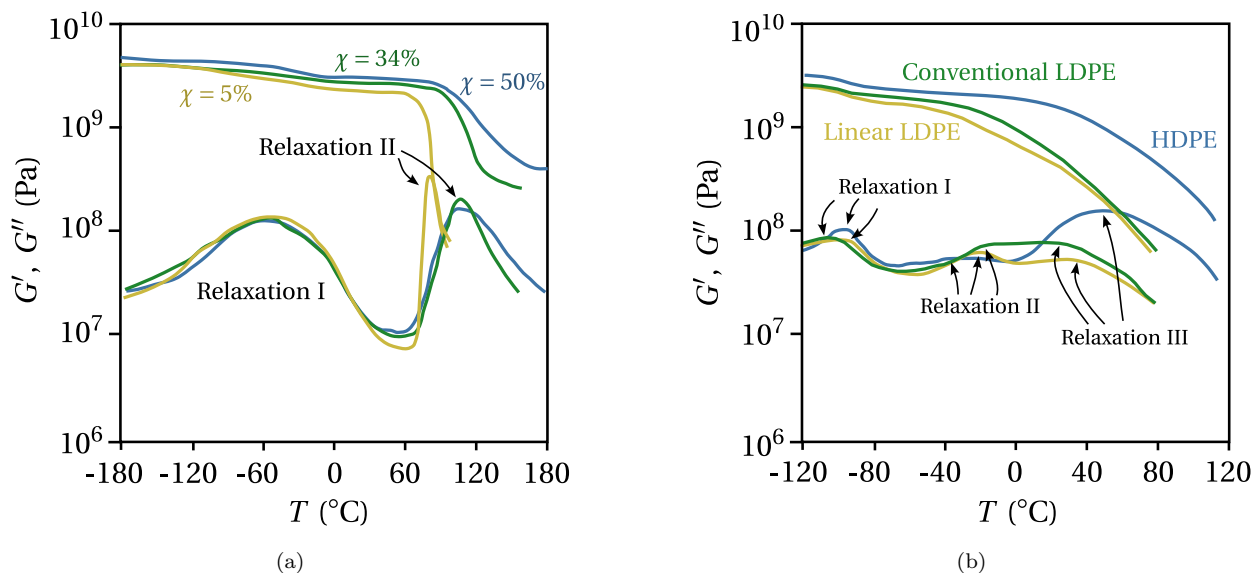 10^10
10^9
10^8
10^7
10^6
G′, G″ (Pa)
χ = 34%
χ = 5%
χ = 50%
Relaxation II
Relaxation I
-180
-120
-60
0
60
120
180
T (°C)
(a)
10^10
10^9
10^8
10^7
10^6
G′, G″ (Pa)
Conventional LDPE
Linear LDPE
HDPE
Relaxation I
Relaxation II
Relaxation III
-120
-80
-40
0
40
80
120
T (°C)
(b)